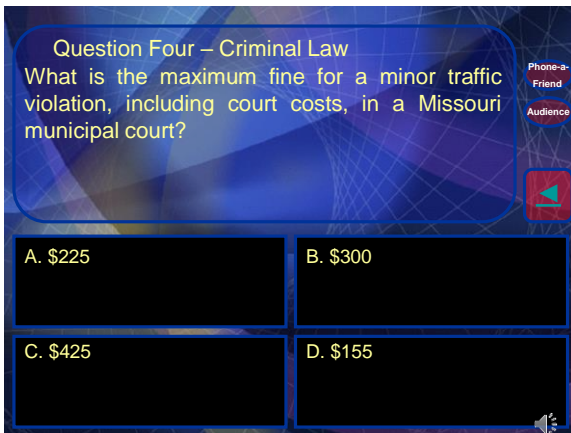 Question Four – Criminal Law
What is the maximum fine for a minor traffic
violation, including court costs, in a Missouri
municipal court?
Phone-a-
Friend
Audience
A. $225
B. $300
C. $425
D. $155